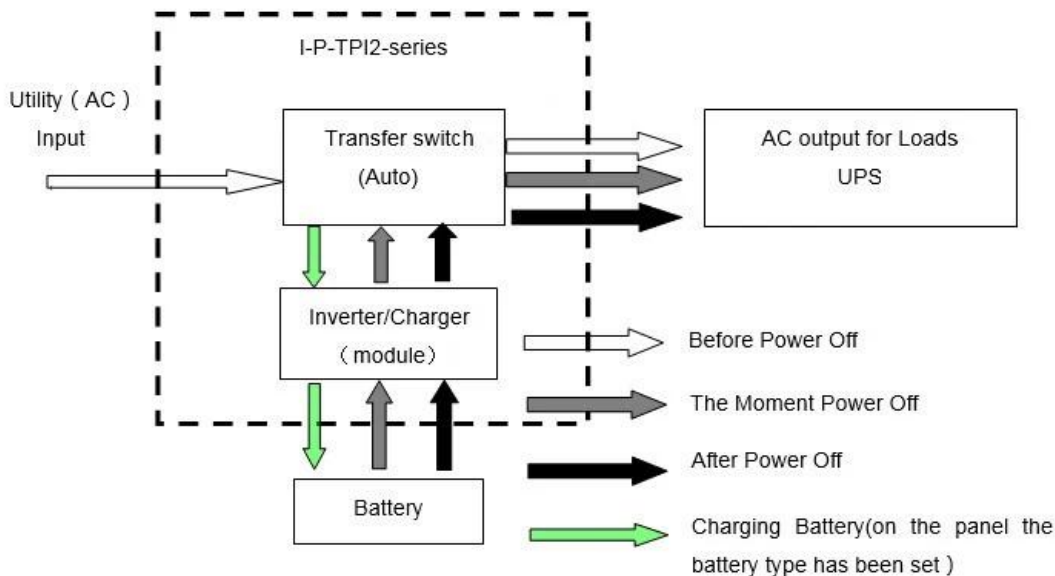 I-P-TPI2-series
Utility（AC）
Input
Transfer switch
(Auto)
AC output for Loads
UPS
Inverter/Charger
（module）
Before Power Off
The Moment Power Off
After Power Off
Battery
Charging Battery(on the panel the
battery type has been set )